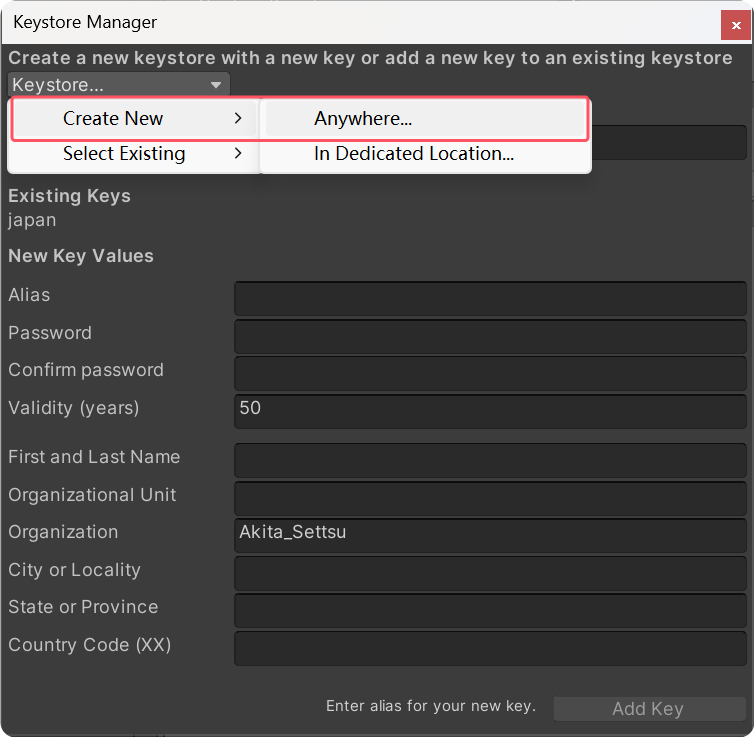 Keystore Manager
Create a new keystore with a new key or add a new key to an existing keystore
Keystore...
Create New
Anywhere...
Select Existing
In Dedicated Location...
Existing Keys
japan
New Key Values
Alias
Password
Confirm password
Validity (years) 50
First and Last Name
Organizational Unit
Organization Akita_Settsu
City or Locality
State or Province
Country Code (XX)
Enter alias for your new key. Add Key